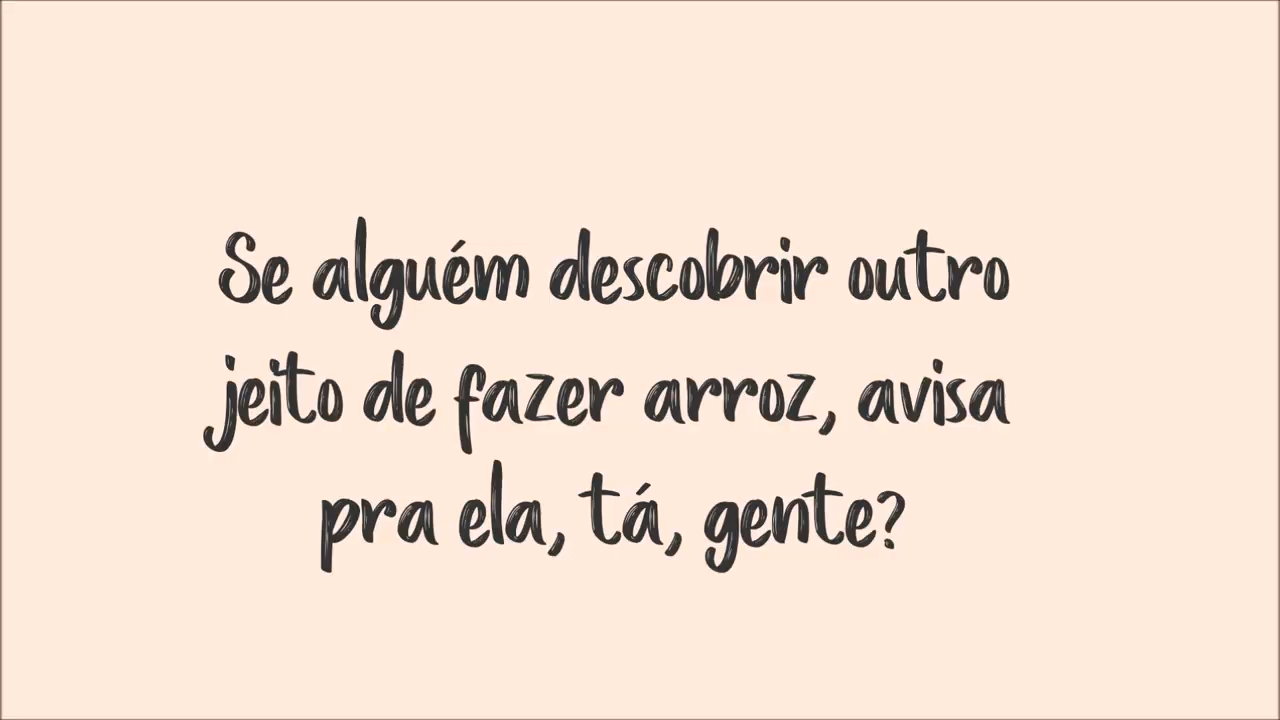 Se alguém descobrir outro
jeito de fazer arroz, avisa
pra ela, tá, gente?